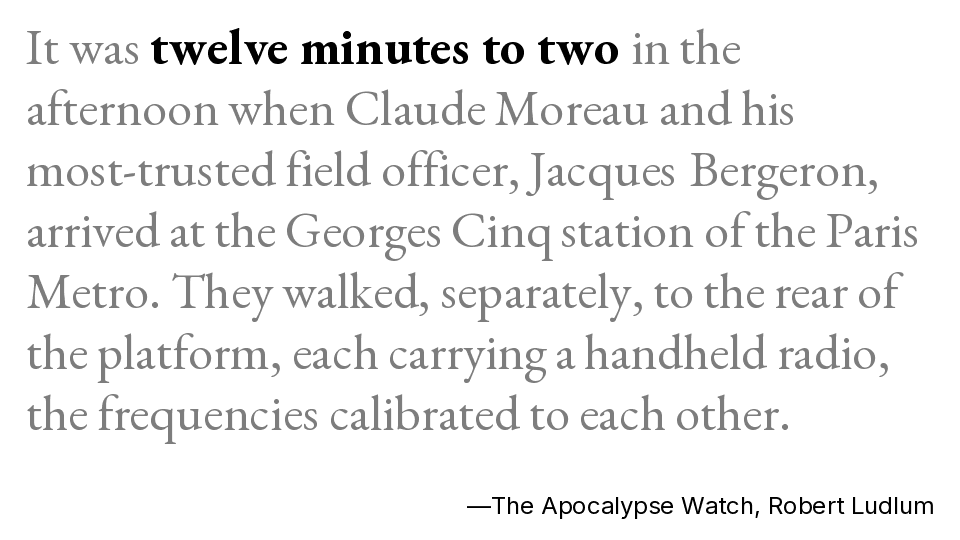 It was twelve minutes to two in the
afternoon when Claude Moreau and his
most-trusted field officer, Jacques Bergeron,
arrived at the Georges Cinq station of the Paris
Metro. They walked, separately, to the rear of
the platform, each carrying a handheld radio,
the frequencies calibrated to each other.
—The Apocalypse Watch, Robert Ludlum